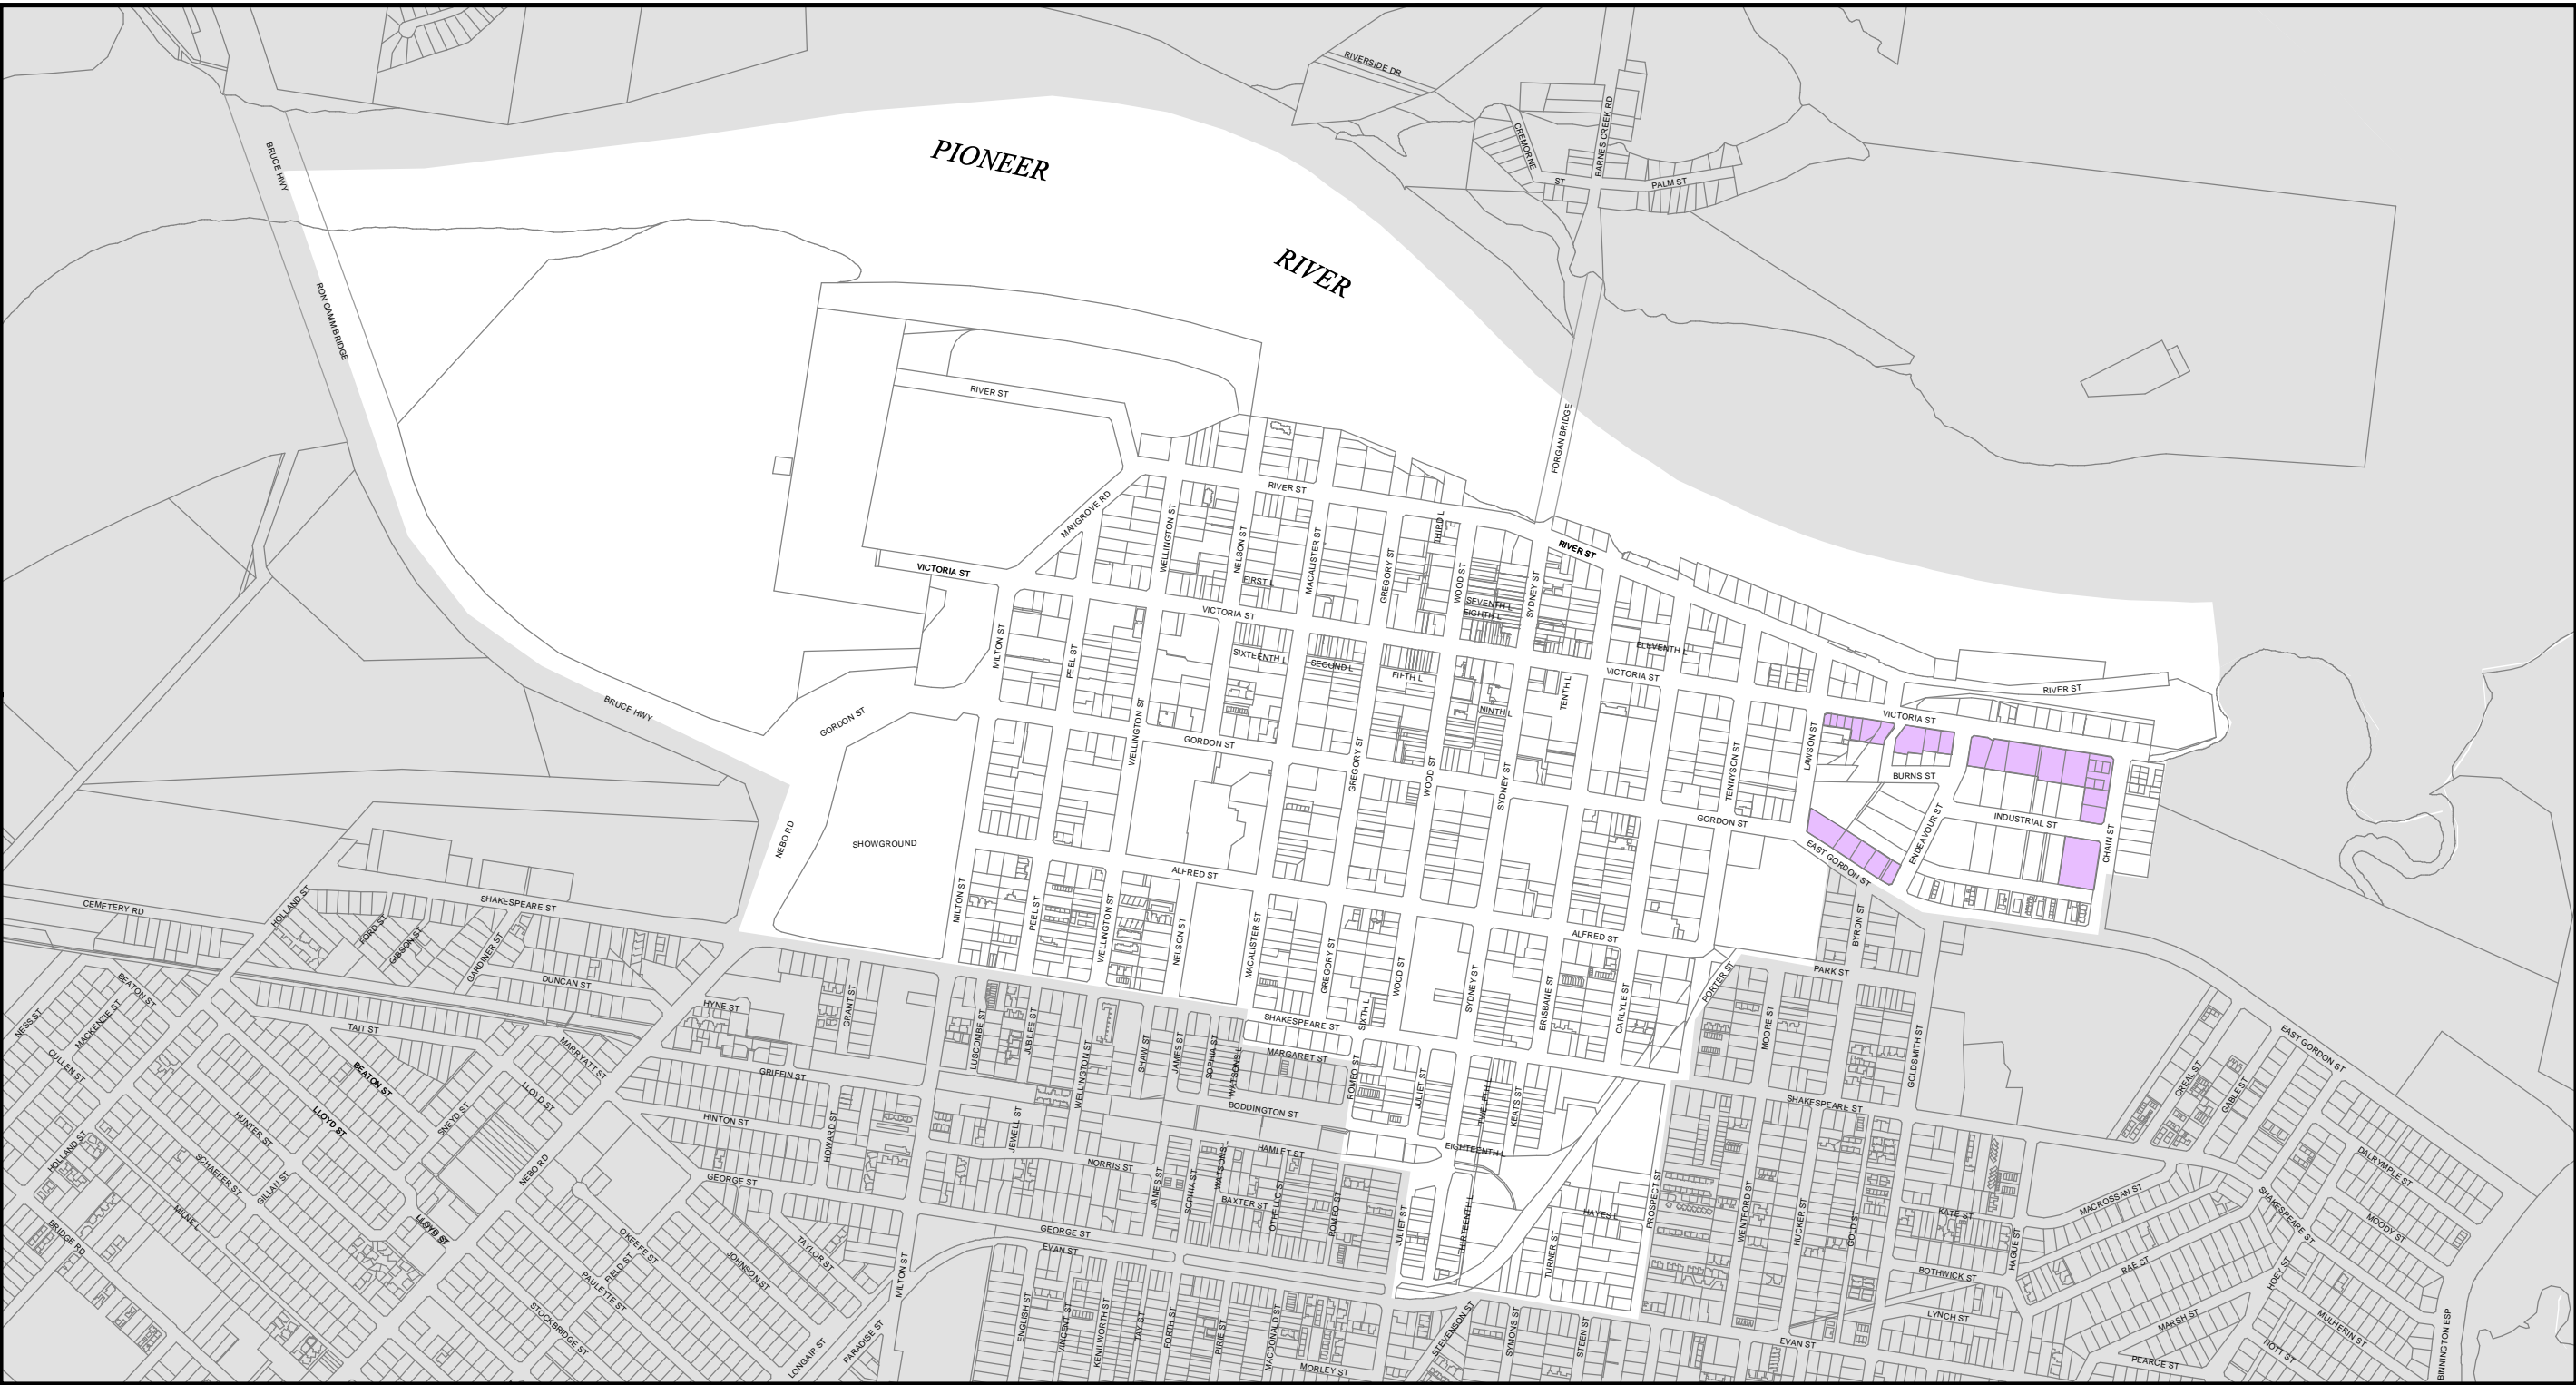 RIVERSIDE DR
BARNES CREEK RD
CREMORNE
ST
PALM ST
BRUCE HWY
PIONEER
RIVER
RON CAMM BRIDGE
FORGAN BRIDGE
RIVER ST
MANGROVE RD
RIVER ST
WELLINGTON ST
NELSON ST
MACALISTER ST
GREGORY ST
THIRD L
WOOD ST
SYDNEY ST
RIVER ST
VICTORIA ST
FIRST L
SEVENTH L
EIGHTH L
VICTORIA ST
MILTON ST
PEEL ST
SIXTEENTH L
SECOND L
FIFTH L
ELEVENTH L
VICTORIA ST
TENTH L
NINTH L
RIVER ST
VICTORIA ST
BRUCE HWY
GORDON ST
WELLINGTON ST
GORDON ST
GREGORY ST
WOOD ST
SYDNEY ST
TENNYSON ST
LAWSON ST
BURNS ST
NEBO RD
SHOWGROUND
GORDON ST
EAST GORDON ST
ENDEAVOUR ST
INDUSTRIAL ST
CHAIN ST
ALFRED ST
CEMETERY RD
HOLLAND ST
SHAKESPEARE ST
FORD ST
GIBSON ST
GARDINER ST
MILTON ST
PEEL ST
WELLINGTON ST
NELSON ST
MACALISTER ST
GREGORY ST
WOOD ST
SYDNEY ST
ALFRED ST
BYRON ST
PARK ST
PORTER ST
BEATON ST
DUNCAN ST
NESS ST
MACKENZIE ST
TAIT ST
HYNE ST
GRANT ST
LUSCOMBE ST
JUBILEE ST
WELLINGTON ST
SHAW ST
JAMES ST
SOPHIA ST
WATSONS L
SHAKESPEARE ST
MARGARET ST
SIXTH L
BRISBANE ST
CARLYLE ST
MOORE ST
GOLDSMITH ST
EAST GORDON ST
CULLEN ST
BEATON ST
MARRYATT ST
GRIFFIN ST
ROMEO ST
JULIET ST
TWELFTH L
KEATS ST
SHAKESPEARE ST
CREAL ST
GABLE ST
LLOYD ST
LLOYD ST
SNEYD ST
HUNTER ST
HINTON ST
HOWARD ST
JEWELL ST
BODDINGTON ST
HAMLET ST
EIGHTEENTH L
HOLLAND ST
SCHAEFER ST
GILLAN ST
NEBO RD
GEORGE ST
NORRIS ST
JAMES ST
SOPHIA ST
WATSONS L
BAXTER ST
OTHELLO ST
ROMEO ST
JULIET ST
THIRTEENTH L
HAYES L
TURNER ST
PROSPECT ST
WENTFORD ST
HUCKER ST
GOLD ST
KATE ST
HAGUE ST
MACROSSAN ST
DALRYMPLE ST
SHAKESPEARE ST
MOODY ST
BRIDGE RD
MILNE L
LLOYD ST
O'KEEFE ST
FIELD ST
PAULETTE ST
JOHNSON ST
TAYLOR ST
MILTON ST
GEORGE ST
EVAN ST
BOTHWICK ST
RAE ST
HOEY ST
STOCKBRIDGE ST
LONGAIR ST
PARADISE ST
ENGLISH ST
VINCENT ST
KENILWORTH ST
TAY ST
FORTH ST
PIRIE ST
MACDONALD ST
MORLEY ST
STEVENSON ST
SYMONS ST
STEEN ST
EVAN ST
LYNCH ST
MARSH ST
PEARCE ST
MULHERIN ST
NOTT ST
BINNINGTON ESP